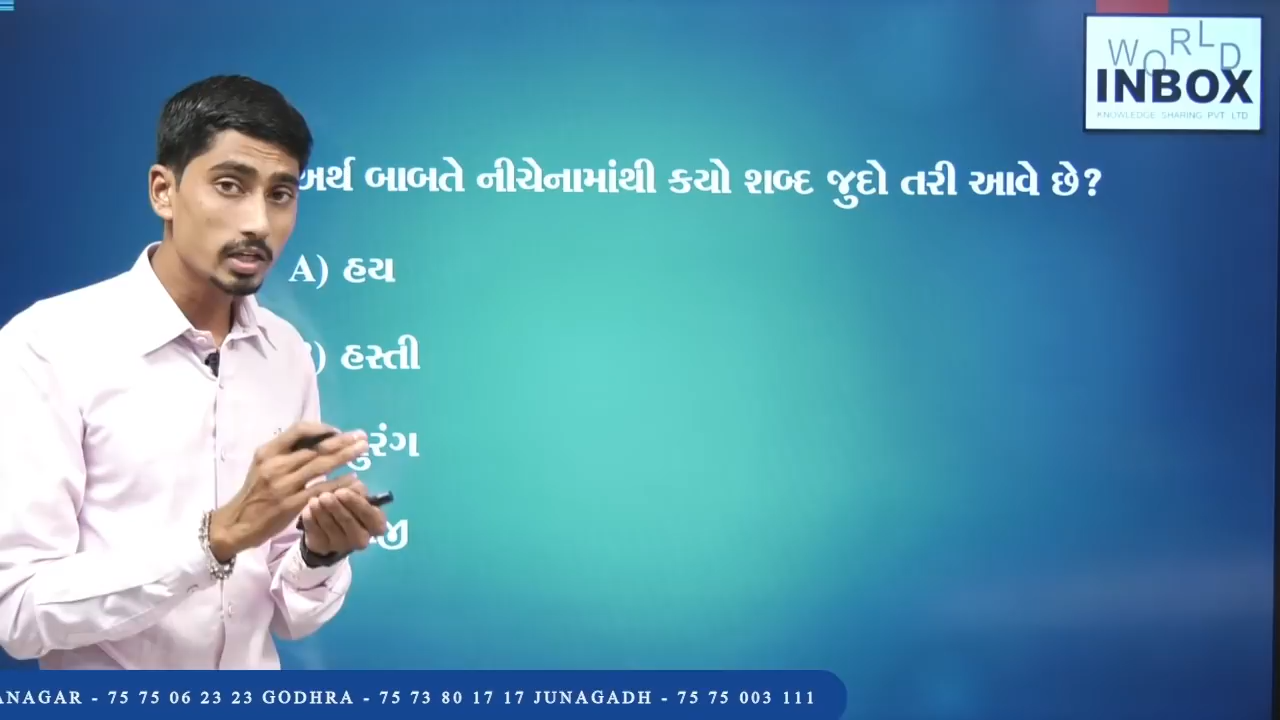 WORLD
INBOX
KNOWLEDGE SHARING PVT LTD
અર્થ બાબતે નીચેનામાંથી કયો શબ્દ જુદો તરી આવે છે?
A) હય
) હસ્તી
ુરંગ
જી
ANAGAR - 75 75 06 23 23 GODHRA - 75 73 80 17 17 JUNAGADH - 75 75 003 111